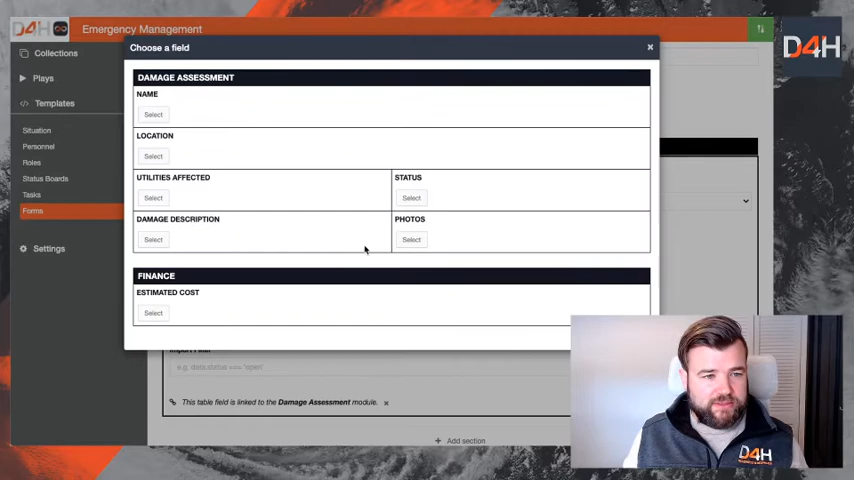 D4H
Emergency Management
Choose a field
×
D4H
Collections
Plays
Templates
Situation
Personnel
Roles
Status Boards
Tasks
Forms
Settings
DAMAGE ASSESSMENT
NAME
Select
LOCATION
Select
UTILITIES AFFECTED
STATUS
Select
Select
DAMAGE DESCRIPTION
PHOTOS
Select
Select
FINANCE
ESTIMATED COST
Select
e.g, data.status === 'open'
This table field is linked to the Damage Assessment module. ×
+ Add section
D4H